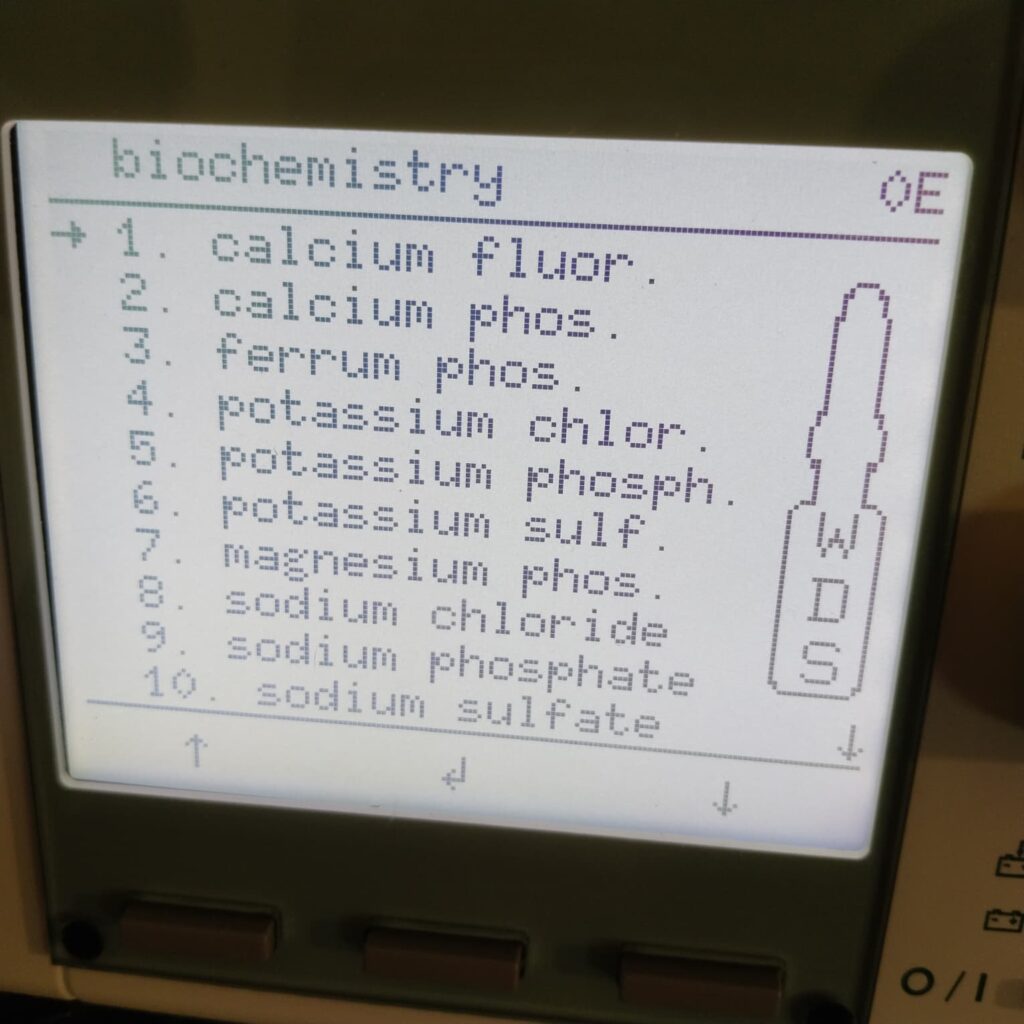 biochemistry ◊E
→ 1. calcium fluor.
2. calcium phos.
3. ferrum phos.
4. potassium chlor.
5. potassium phosph.
6. potassium sulf.
7. magnesium phos.
8. sodium chloride
9. sodium phosphate
10. sodium sulfate
W
D
S
↑ ↵ ↓ ↓
O/I